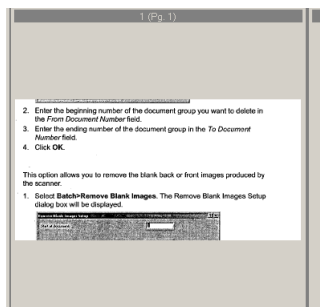 1 (Pg. 1)
2. Enter the beginning number of the document group you want to delete in
the From Document Number field.
3. Enter the ending number of the document group in the To Document
Number field.
4. Click OK.
This option allows you to remove the blank back or front images produced by
the scanner.
1. Select Batch>Remove Blank Images. The Remove Blank Images Setup
dialog box will be displayed.
Remove Blank Images Setup